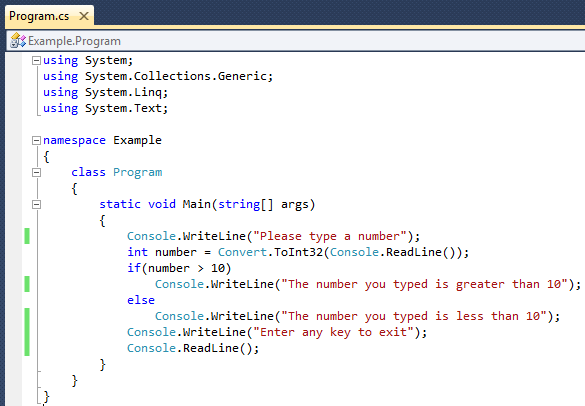 Program.cs
Example.Program
using System;
using System.Collections.Generic;
using System.Linq;
using System.Text;
namespace Example
{
class Program
{
static void Main(string[] args)
{
Console.WriteLine("Please type a number");
int number = Convert.ToInt32(Console.ReadLine());
if(number > 10)
Console.WriteLine("The number you typed is greater than 10");
else
Console.WriteLine("The number you typed is less than 10");
Console.WriteLine("Enter any key to exit");
Console.ReadLine();
}
}
}